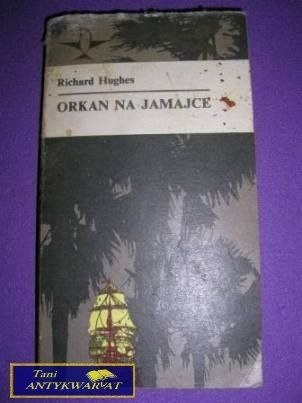 Richard Hughes
ORKAN NA JAMAJCE
Tani
ANTYKWARIAT